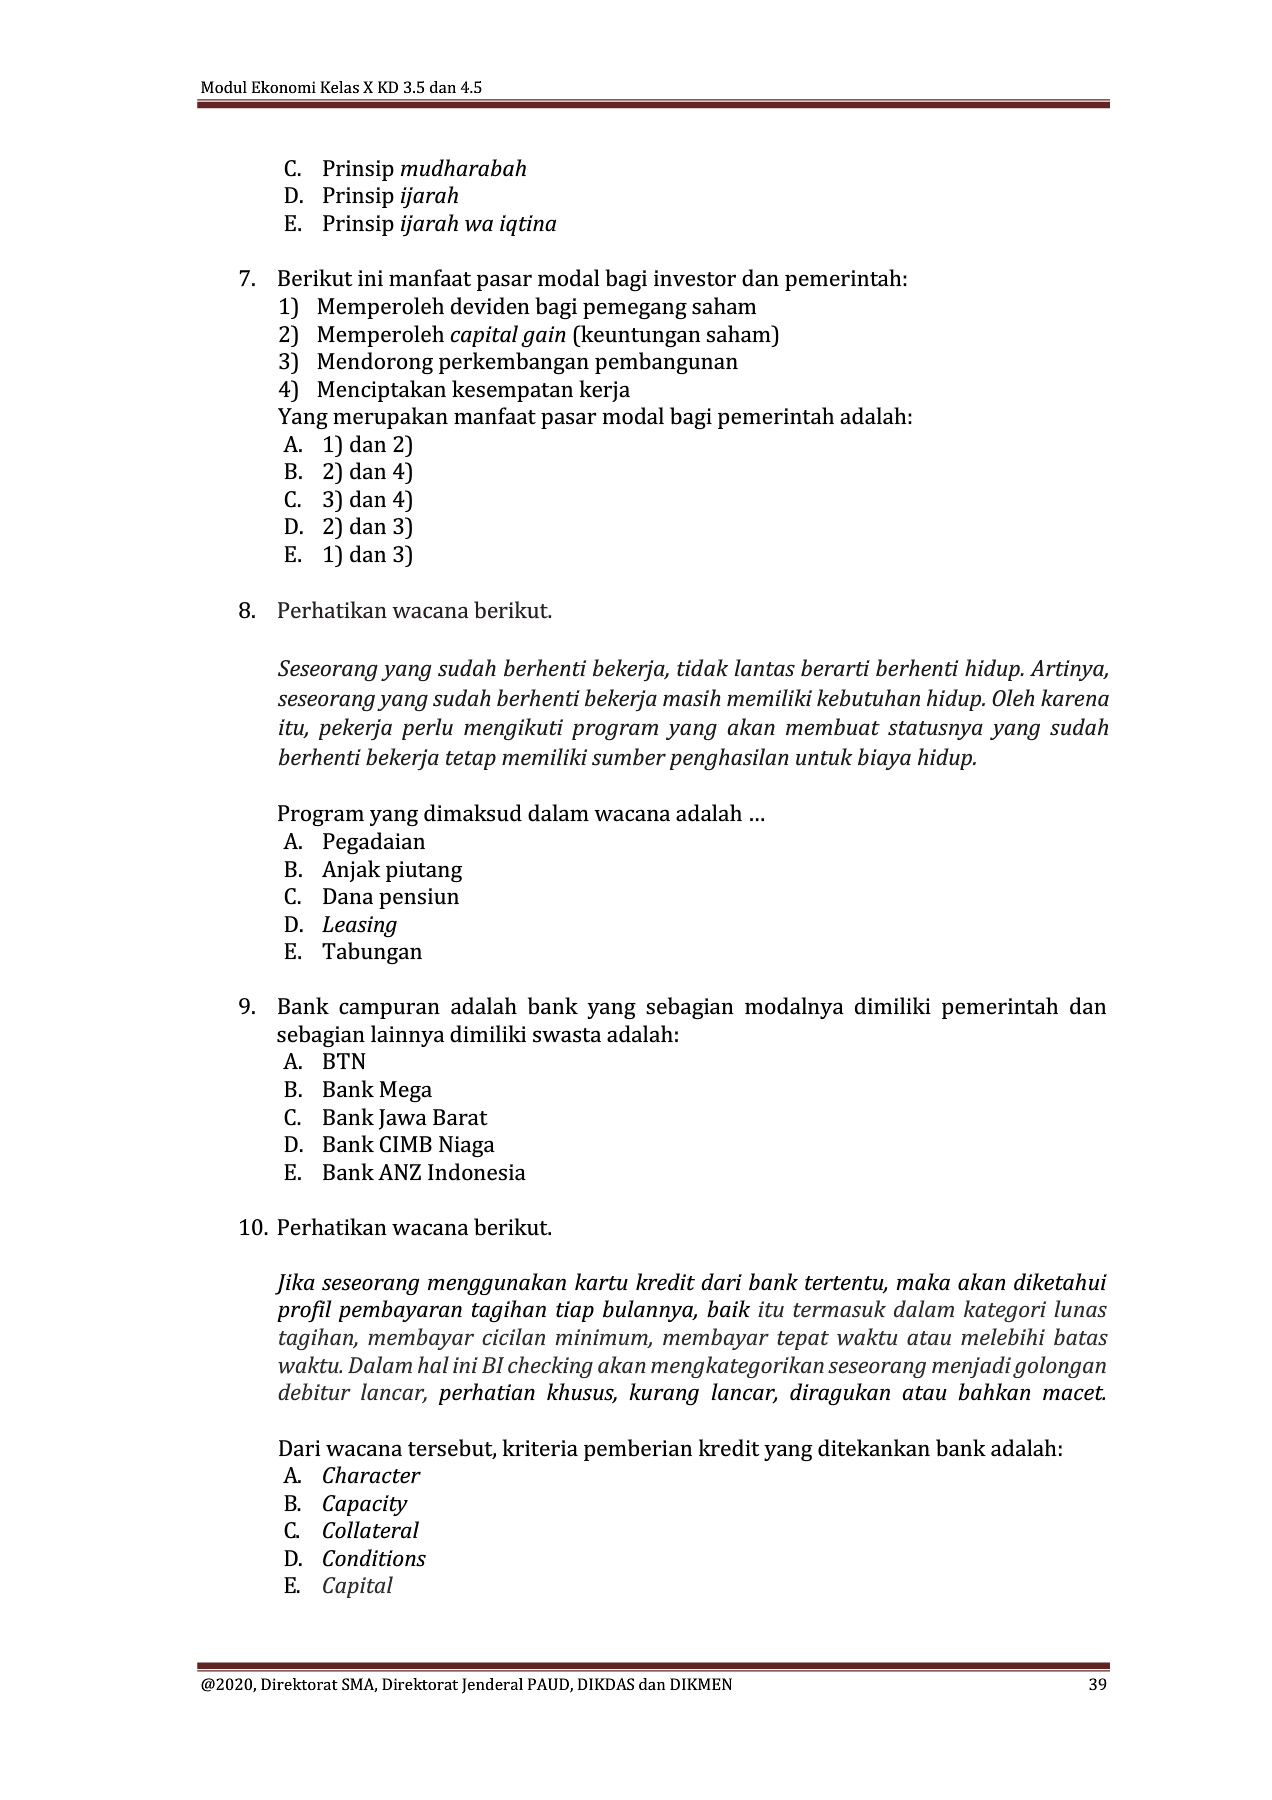 Modul Ekonomi Kelas X KD 3.5 dan 4.5
C. Prinsip mudharabah
D. Prinsip ijarah
E. Prinsip ijarah wa iqtina
7. Berikut ini manfaat pasar modal bagi investor dan pemerintah:
1) Memperoleh deviden bagi pemegang saham
2) Memperoleh capital gain (keuntungan saham)
3) Mendorong perkembangan pembangunan
4) Menciptakan kesempatan kerja
Yang merupakan manfaat pasar modal bagi pemerintah adalah:
A. 1) dan 2)
B. 2) dan 4)
C. 3) dan 4)
D. 2) dan 3)
E. 1) dan 3)
8. Perhatikan wacana berikut.
Seseorang yang sudah berhenti bekerja, tidak lantas berarti berhenti hidup. Artinya,
seseorang yang sudah berhenti bekerja masih memiliki kebutuhan hidup. Oleh karena
itu, pekerja perlu mengikuti program yang akan membuat statusnya yang sudah
berhenti bekerja tetap memiliki sumber penghasilan untuk biaya hidup.
Program yang dimaksud dalam wacana adalah ...
A. Pegadaian
B. Anjak piutang
C. Dana pensiun
D. Leasing
E. Tabungan
9. Bank campuran adalah bank yang sebagian modalnya dimiliki pemerintah dan
sebagian lainnya dimiliki swasta adalah:
A. BTN
B. Bank Mega
C. Bank Jawa Barat
D. Bank CIMB Niaga
E. Bank ANZ Indonesia
10. Perhatikan wacana berikut.
Jika seseorang menggunakan kartu kredit dari bank tertentu, maka akan diketahui
profil pembayaran tagihan tiap bulannya, baik itu termasuk dalam kategori lunas
tagihan, membayar cicilan minimum, membayar tepat waktu atau melebihi batas
waktu. Dalam hal ini BI checking akan mengkategorikan seseorang menjadi golongan
debitur lancar, perhatian khusus, kurang lancar, diragukan atau bahkan macet.
Dari wacana tersebut, kriteria pemberian kredit yang ditekankan bank adalah:
A. Character
B. Capacity
C. Collateral
D. Conditions
E. Capital
@2020, Direktorat SMA, Direktorat Jenderal PAUD, DIKDAS dan DIKMEN 39